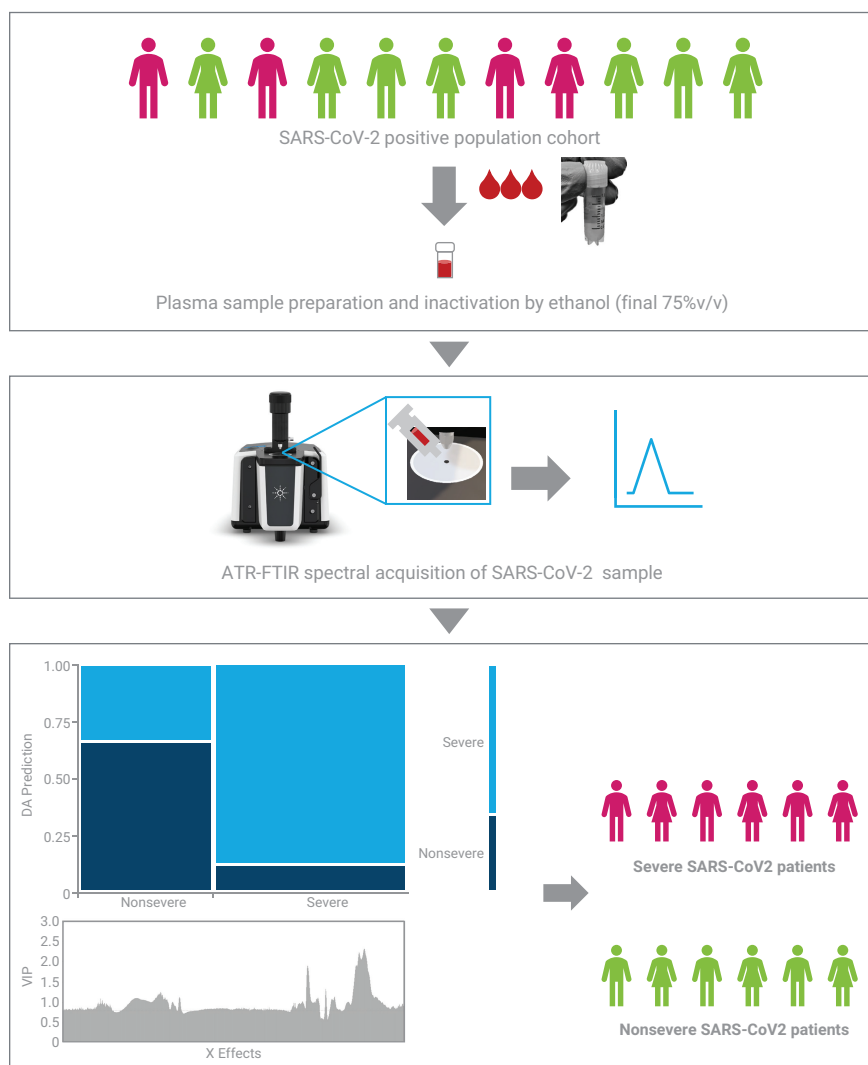 SARS-CoV-2 positive population cohort
Plasma sample preparation and inactivation by ethanol (final 75%v/v)
ATR-FTIR spectral acquisition of SARS-CoV-2 sample
1.00
0.75
0.50
0.25
0
DA Prediction
Nonsevere
Severe
Severe
Nonsevere
3.0
2.5
2.0
1.5
1.0
0.5
0
VIP
X Effects
Severe SARS-CoV2 patients
Nonsevere SARS-CoV2 patients